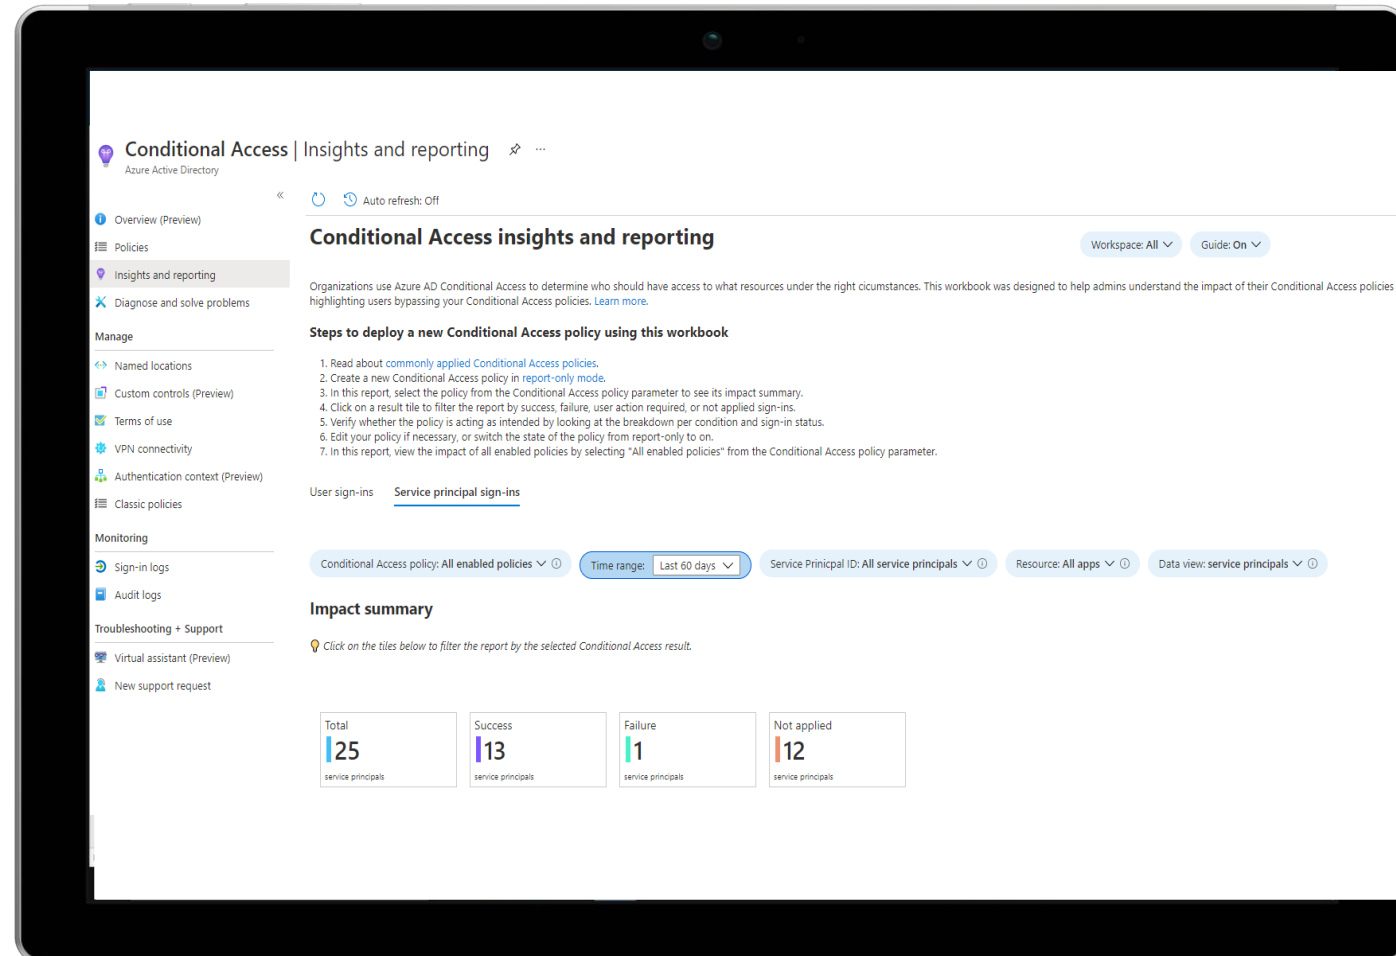 Conditional Access | Insights and reporting ...
Azure Active Directory
«
Auto refresh: Off
Overview (Preview)
Policies
Insights and reporting
Diagnose and solve problems
Manage
Named locations
Custom controls (Preview)
Terms of use
VPN connectivity
Authentication context (Preview)
Classic policies
Monitoring
Sign-in logs
Audit logs
Troubleshooting + Support
Virtual assistant (Preview)
New support request
Conditional Access insights and reporting
Workspace: All
Guide: On
Organizations use Azure AD Conditional Access to determine who should have access to what resources under the right cicumstances. This workbook was designed to help admins understand the impact of their Conditional Access policies
highlighting users bypassing your Conditional Access policies. Learn more.
Steps to deploy a new Conditional Access policy using this workbook
1. Read about commonly applied Conditional Access policies.
2. Create a new Conditional Access policy in report-only mode.
3. In this report, select the policy from the Conditional Access policy parameter to see its impact summary.
4. Click on a result tile to filter the report by success, failure, user action required, or not applied sign-ins.
5. Verify whether the policy is acting as intended by looking at the breakdown per condition and sign-in status.
6. Edit your policy if necessary, or switch the state of the policy from report-only to on.
7. In this report, view the impact of all enabled policies by selecting "All enabled policies" from the Conditional Access policy parameter.
User sign-ins
Service principal sign-ins
Conditional Access policy: All enabled policies
Time range: Last 60 days
Service Prinicpal ID: All service principals
Resource: All apps
Data view: service principals
Impact summary
Click on the tiles below to filter the report by the selected Conditional Access result.
Total
25
service principals
Success
13
service principals
Failure
1
service principals
Not applied
12
service principals